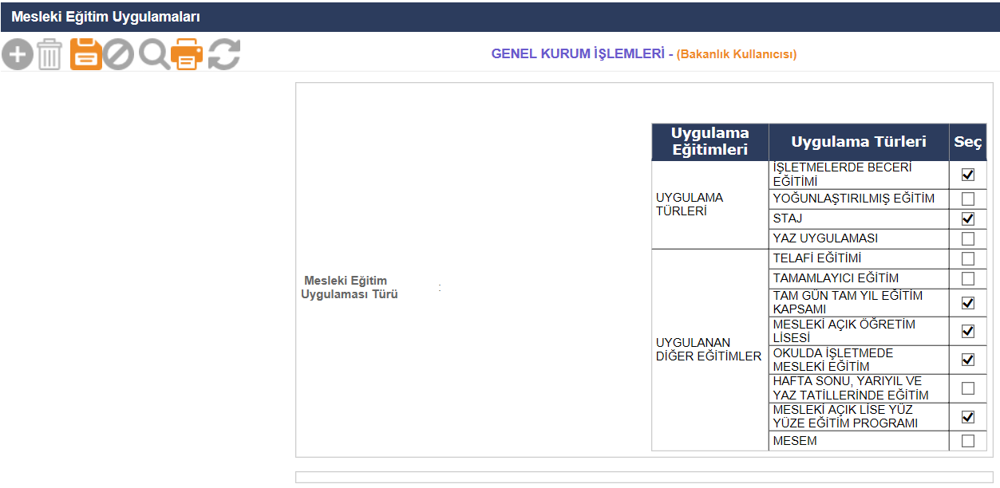 Mesleki Eğitim Uygulamaları
GENEL KURUM İŞLEMLERİ - (Bakanlık Kullanıcısı)
Uygulama
Eğitimleri
Uygulama Türleri
Seç
UYGULAMA
TÜRLERİ
İŞLETMELERDE BECERİ
EĞİTİMİ
YOĞUNLAŞTIRILMIŞ EĞİTİM
STAJ
YAZ UYGULAMASI
Mesleki Eğitim
Uygulaması Türü
:
UYGULANAN
DİĞER EĞİTİMLER
TELAFİ EĞİTİMİ
TAMAMLAYICI EĞİTİM
TAM GÜN TAM YIL EĞİTİM
KAPSAMI
MESLEKİ AÇIK ÖĞRETİM
LİSESİ
OKULDA İŞLETMEDE
MESLEKİ EĞİTİM
HAFTA SONU, YARIYIL VE
YAZ TATİLLERİNDE EĞİTİM
MESLEKİ AÇIK LİSE YÜZ
YÜZE EĞİTİM PROGRAMI
MESEM